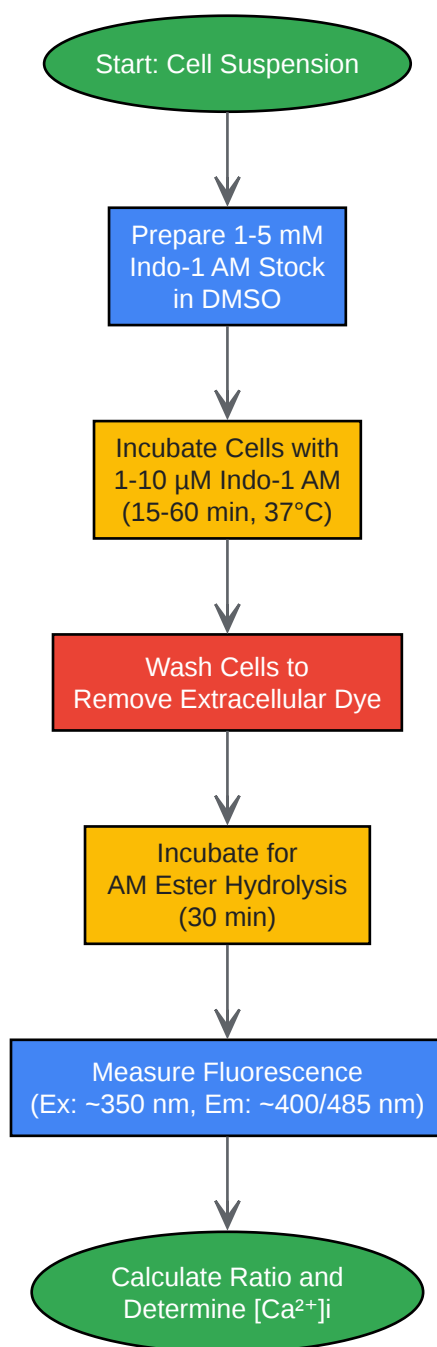 Start: Cell Suspension
Prepare 1-5 mM
Indo-1 AM Stock
in DMSO
Incubate Cells with
1-10 µM Indo-1 AM
(15-60 min, 37°C)
Wash Cells to
Remove Extracellular Dye
Incubate for
AM Ester Hydrolysis
(30 min)
Measure Fluorescence
(Ex: ~350 nm, Em: ~400/485 nm)
Calculate Ratio and
Determine [Ca²⁺]i